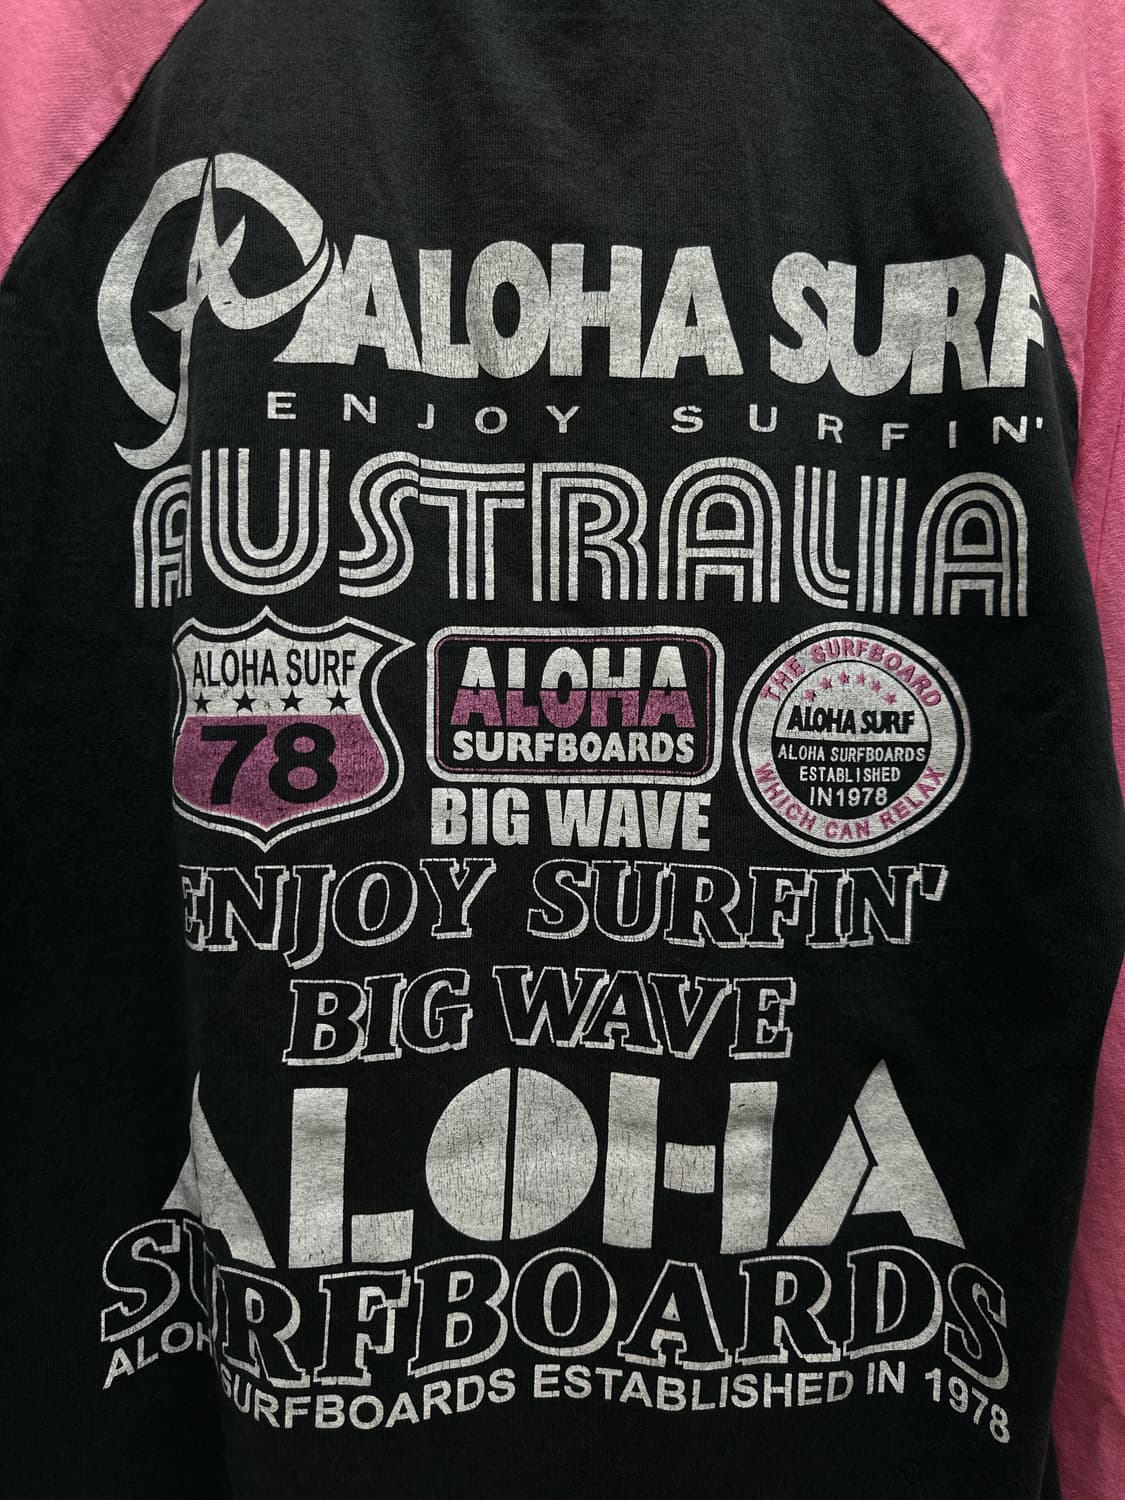 ALOHA SURF
ENJOY SURFIN'
AUSTRALIA
ALOHA SURF
78
ALOHA
SURFBOARDS
BIG WAVE
THE SURFBOARD
ALOHA SURF
ALOHA SURFBOARDS
ESTABLISHED
IN 1978
WHICH CAN RELAX
ENJOY SURFIN'
BIG WAVE
ALOHA
SURFBOARDS
ALOHA SURFBOARDS ESTABLISHED IN 1978